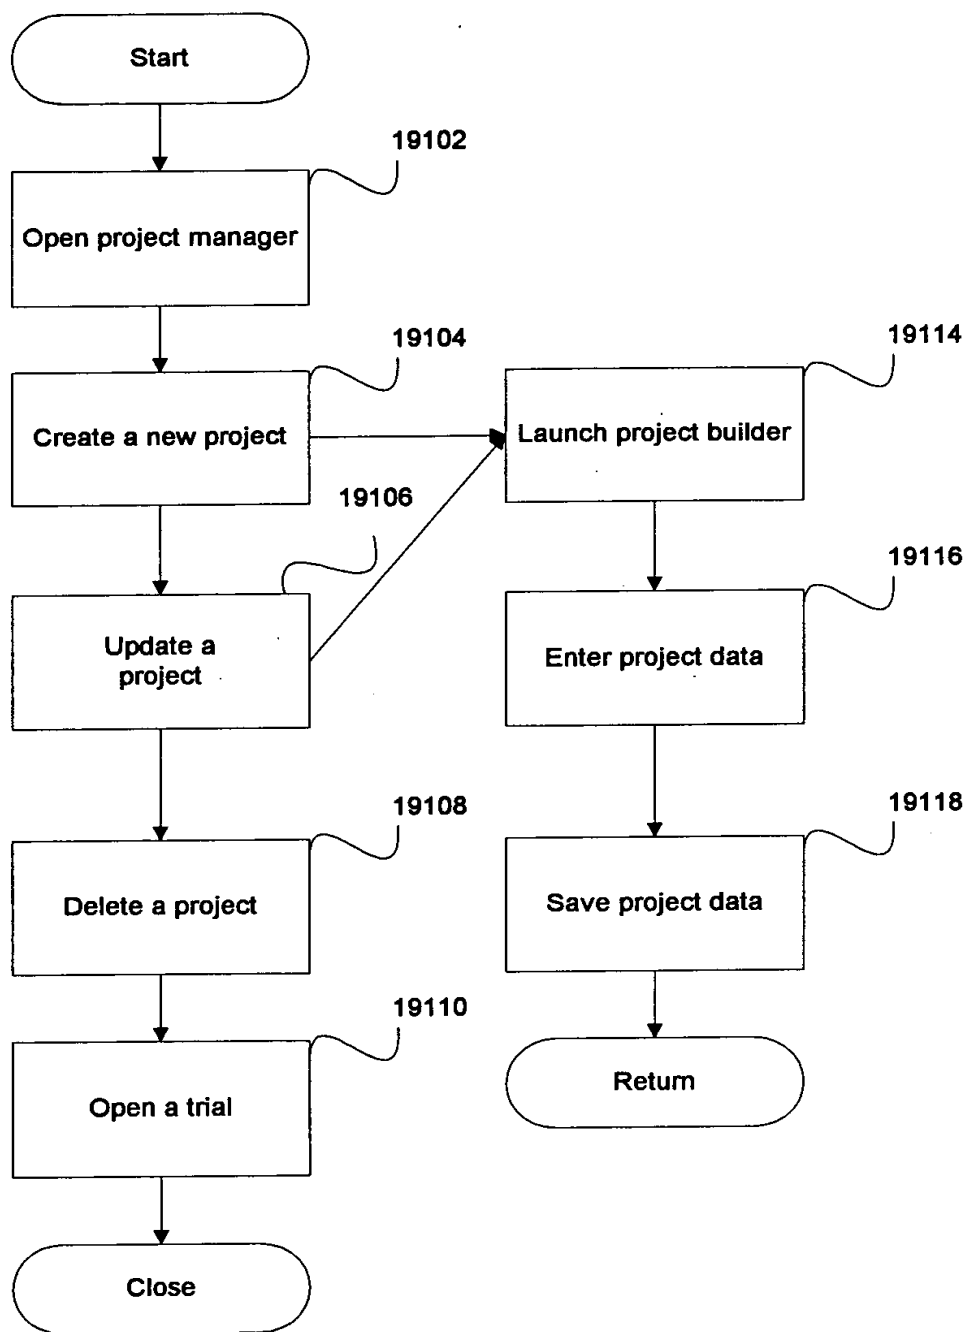 Start
19102
Open project manager
19104
Create a new project
19114
Launch project builder
19106
Update a
project
19116
Enter project data
19108
Delete a project
19118
Save project data
19110
Open a trial
Return
Close